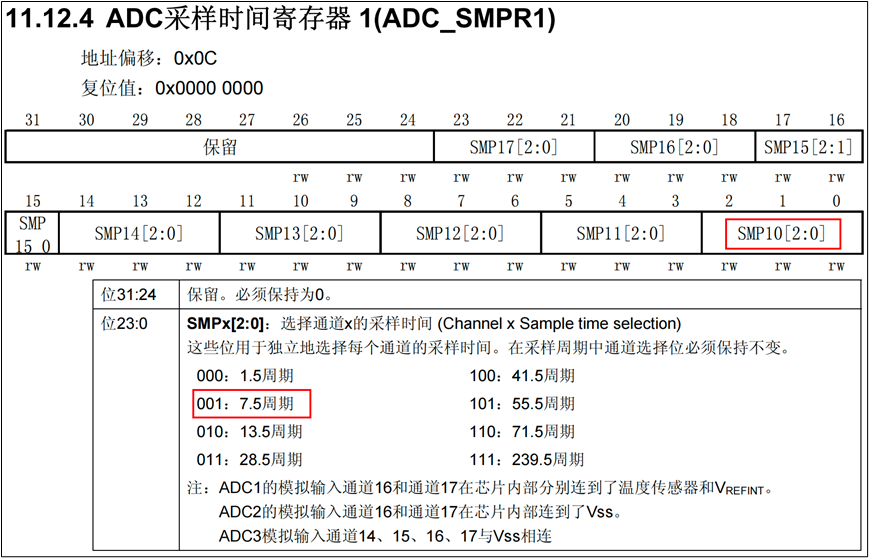 11.12.4 ADC采样时间寄存器 1(ADC_SMPR1)
地址偏移：0x0C
复位值：0x0000 0000
31 30 29 28 27 26 25 24 23 22 21 20 19 18 17 16
保留 SMP17[2:0] SMP16[2:0] SMP15[2:1]
rw rw rw rw rw rw rw rw rw rw rw
15 14 13 12 11 10 9 8 7 6 5 4 3 2 1 0
SMP
15_0
SMP14[2:0] SMP13[2:0] SMP12[2:0] SMP11[2:0] SMP10[2:0]
rw rw rw rw rw rw rw rw rw rw rw rw rw rw rw rw
位31:24 保留。必须保持为0。
位23:0 SMPx[2:0]：选择通道x的采样时间 (Channel x Sample time selection)
这些位用于独立地选择每个通道的采样时间。在采样周期中通道选择位必须保持不变。
000：1.5周期 100：41.5周期
001：7.5周期 101：55.5周期
010：13.5周期 110：71.5周期
011：28.5周期 111：239.5周期
注：ADC1的模拟输入通道16和通道17在芯片内部分别连到了温度传感器和VREFINT。
ADC2的模拟输入通道16和通道17在芯片内部连到了Vss。
ADC3模拟输入通道14、15、16、17与Vss相连